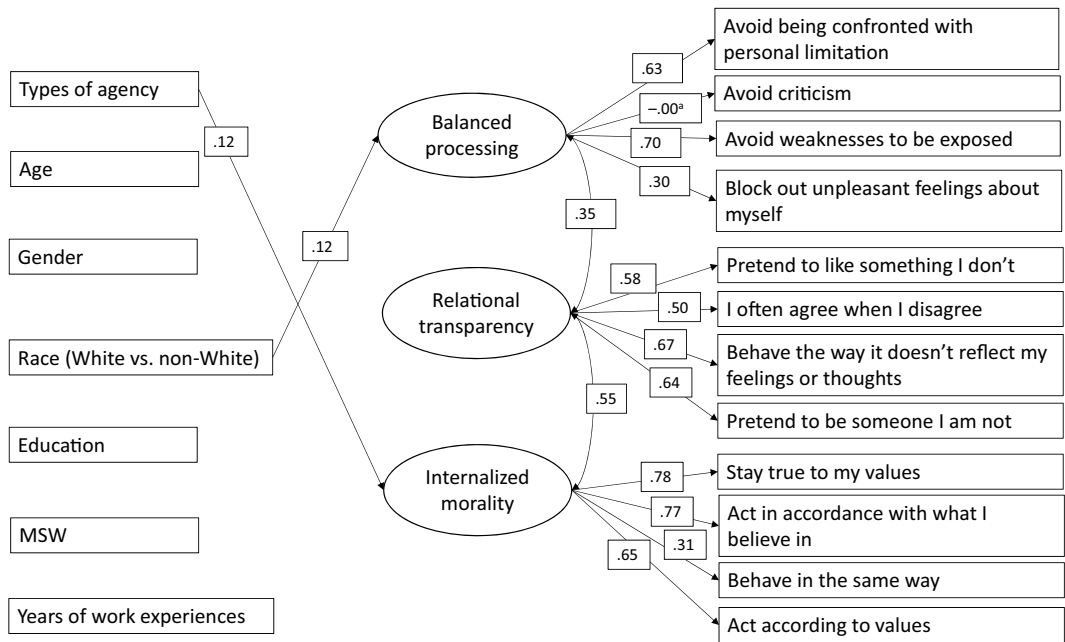 Types of agency
Age
Gender
Race (White vs. non-White)
Education
MSW
Years of work experiences
.12
.12
Balanced
processing
Relational
transparency
Internalized
morality
.35
.55
.63
–.00ᵃ
.70
.30
.58
.50
.67
.64
.78
.77
.31
.65
Avoid being confronted with
personal limitation
Avoid criticism
Avoid weaknesses to be exposed
Block out unpleasant feelings about
myself
Pretend to like something I don’t
I often agree when I disagree
Behave the way it doesn’t reflect my
feelings or thoughts
Pretend to be someone I am not
Stay true to my values
Act in accordance with what I
believe in
Behave in the same way
Act according to values